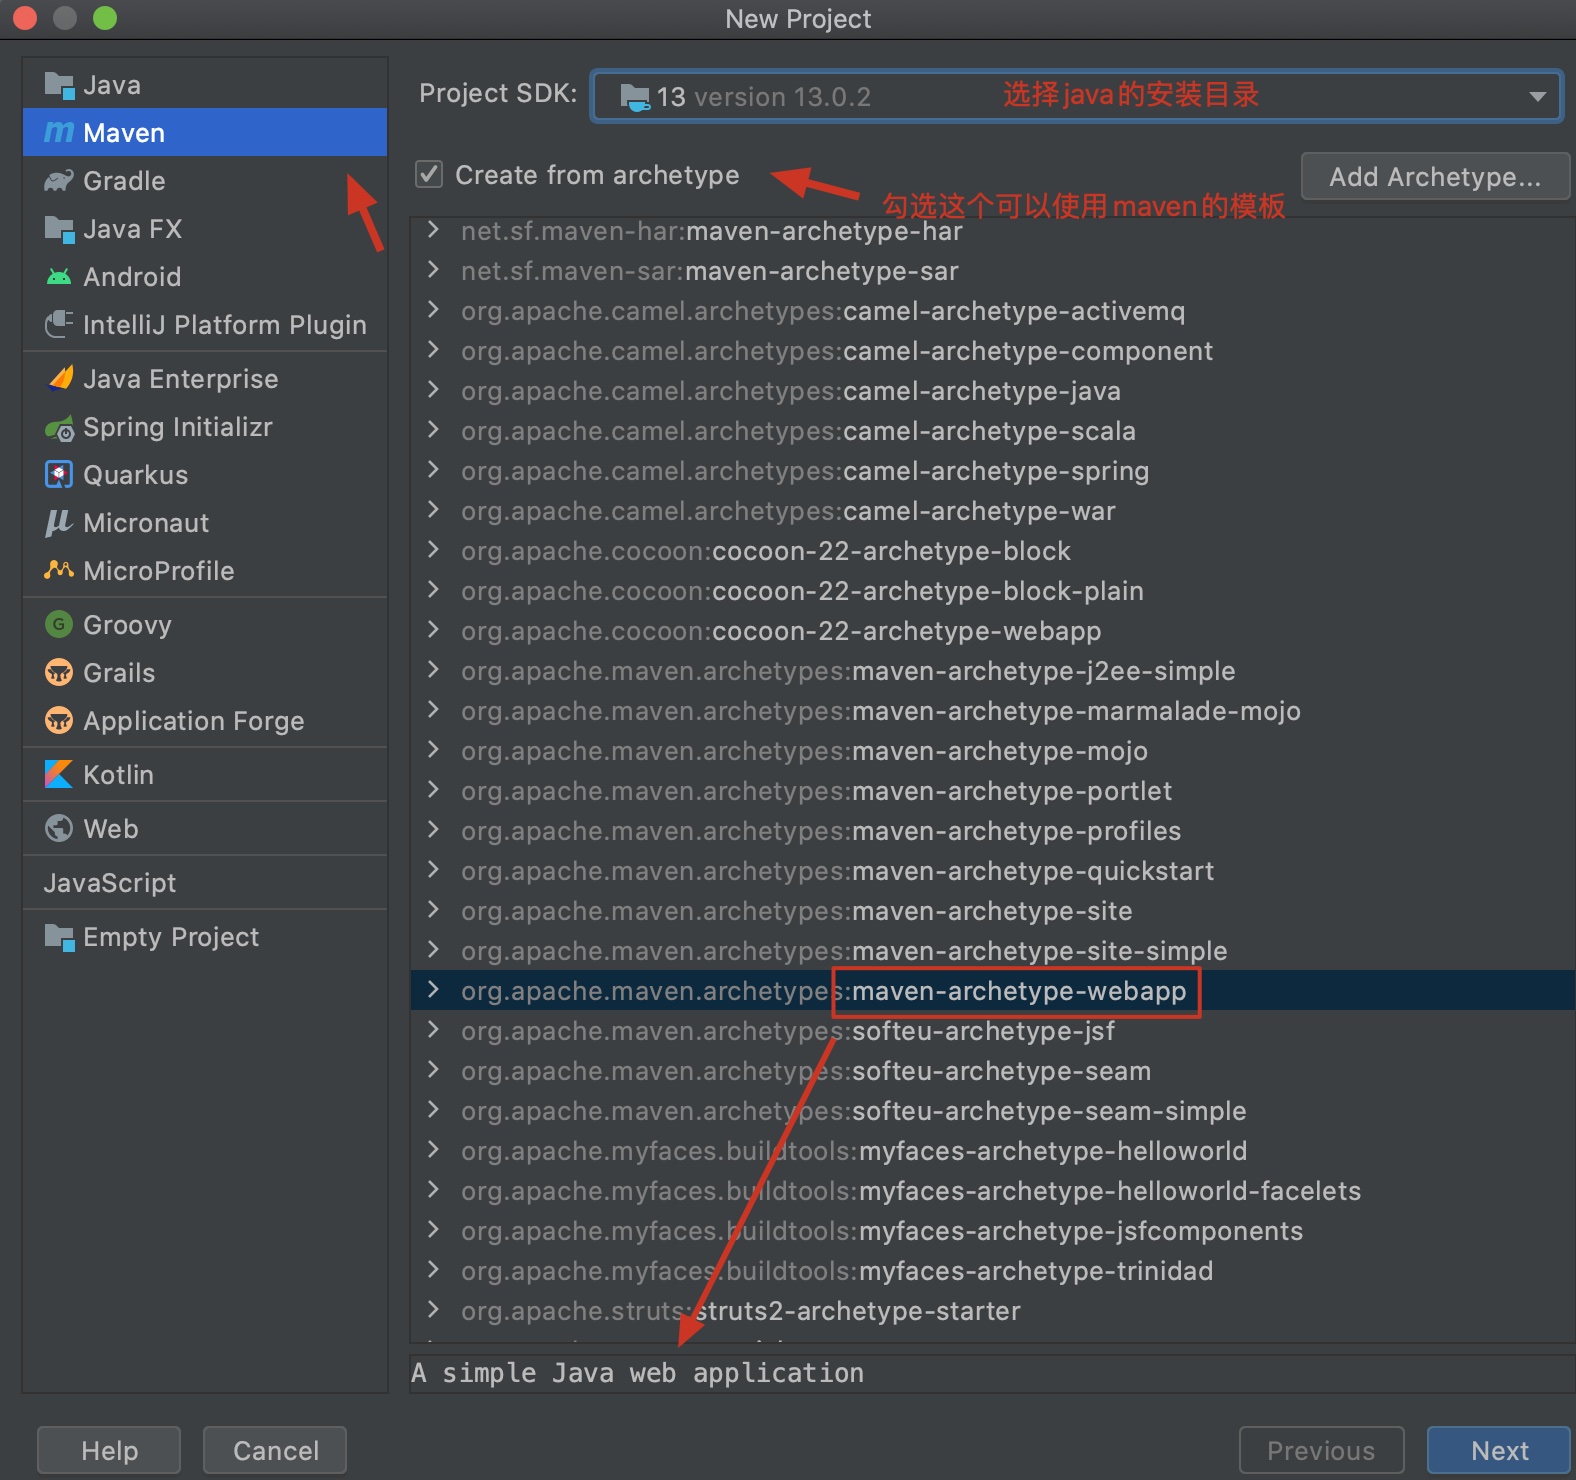 New Project
Java
Maven
Gradle
Java FX
Android
IntelliJ Platform Plugin
Java Enterprise
Spring Initializr
Quarkus
Micronaut
MicroProfile
Groovy
Grails
Application Forge
Kotlin
Web
JavaScript
Empty Project
Project SDK: 13 version 13.0.2 选择java的安装目录
Create from archetype
Add Archetype...
勾选这个可以使用maven的模板
net.sf.maven-har:maven-archetype-har
net.sf.maven-sar:maven-archetype-sar
org.apache.camel.archetypes:camel-archetype-activemq
org.apache.camel.archetypes:camel-archetype-component
org.apache.camel.archetypes:camel-archetype-java
org.apache.camel.archetypes:camel-archetype-scala
org.apache.camel.archetypes:camel-archetype-spring
org.apache.camel.archetypes:camel-archetype-war
org.apache.cocoon:cocoon-22-archetype-block
org.apache.cocoon:cocoon-22-archetype-block-plain
org.apache.cocoon:cocoon-22-archetype-webapp
org.apache.maven.archetypes:maven-archetype-j2ee-simple
org.apache.maven.archetypes:maven-archetype-marmalade-mojo
org.apache.maven.archetypes:maven-archetype-mojo
org.apache.maven.archetypes:maven-archetype-portlet
org.apache.maven.archetypes:maven-archetype-profiles
org.apache.maven.archetypes:maven-archetype-quickstart
org.apache.maven.archetypes:maven-archetype-site
org.apache.maven.archetypes:maven-archetype-site-simple
org.apache.maven.archetypes:maven-archetype-webapp
org.apache.maven.archetypes:softeu-archetype-jsf
org.apache.maven.archetypes:softeu-archetype-seam
org.apache.maven.archetypes:softeu-archetype-seam-simple
org.apache.myfaces.buildtools:myfaces-archetype-helloworld
org.apache.myfaces.buildtools:myfaces-archetype-helloworld-facelets
org.apache.myfaces.buildtools:myfaces-archetype-jsfcomponents
org.apache.myfaces.buildtools:myfaces-archetype-trinidad
org.apache.struts:struts2-archetype-starter
A simple Java web application
Help
Cancel
Previous
Next